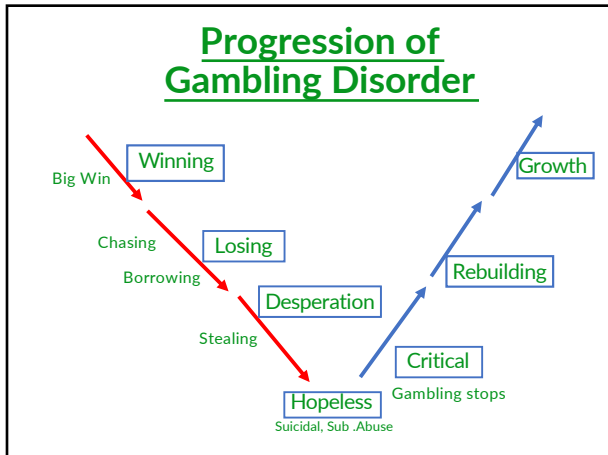 Progression of
Gambling Disorder
Winning
Big Win
Growth
Chasing
Losing
Borrowing
Rebuilding
Desperation
Stealing
Critical
Gambling stops
Hopeless
Suicidal, Sub .Abuse